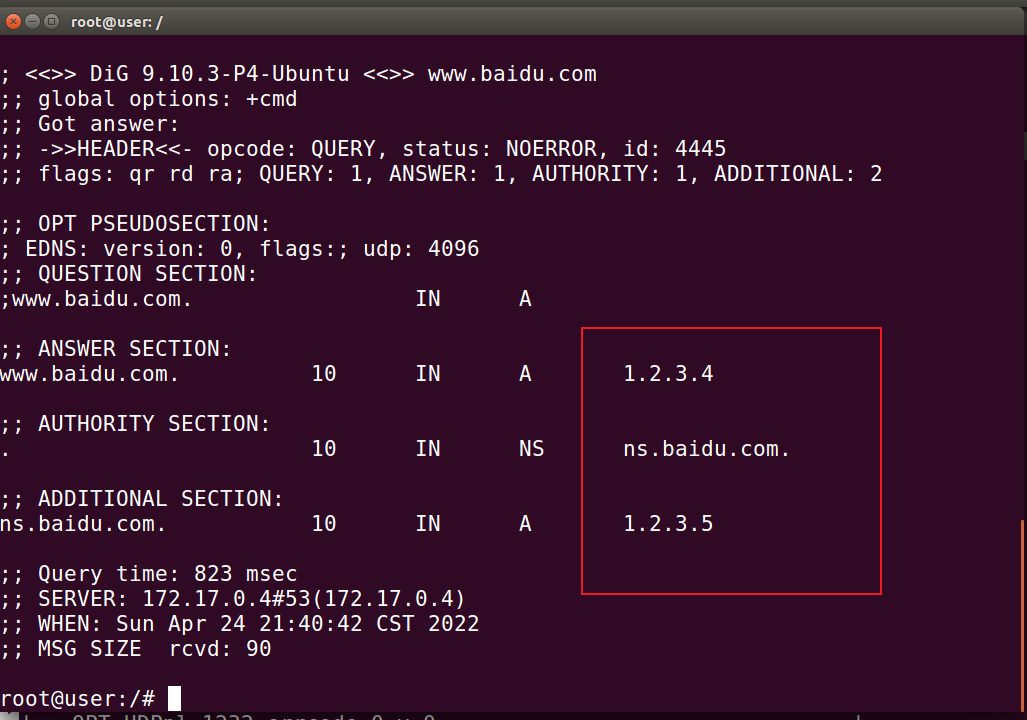 root@user: /
; <<>> DiG 9.10.3-P4-Ubuntu <<>> www.baidu.com
;; global options: +cmd
;; Got answer:
;; ->>HEADER<<- opcode: QUERY, status: NOERROR, id: 4445
;; flags: qr rd ra; QUERY: 1, ANSWER: 1, AUTHORITY: 1, ADDITIONAL: 2
;; OPT PSEUDOSECTION:
; EDNS: version: 0, flags:; udp: 4096
;; QUESTION SECTION:
;www.baidu.com. IN A
;; ANSWER SECTION:
www.baidu.com. 10 IN A 1.2.3.4
;; AUTHORITY SECTION:
. 10 IN NS ns.baidu.com.
;; ADDITIONAL SECTION:
ns.baidu.com. 10 IN A 1.2.3.5
;; Query time: 823 msec
;; SERVER: 172.17.0.4#53(172.17.0.4)
;; WHEN: Sun Apr 24 21:40:42 CST 2022
;; MSG SIZE rcvd: 90
root@user:/#